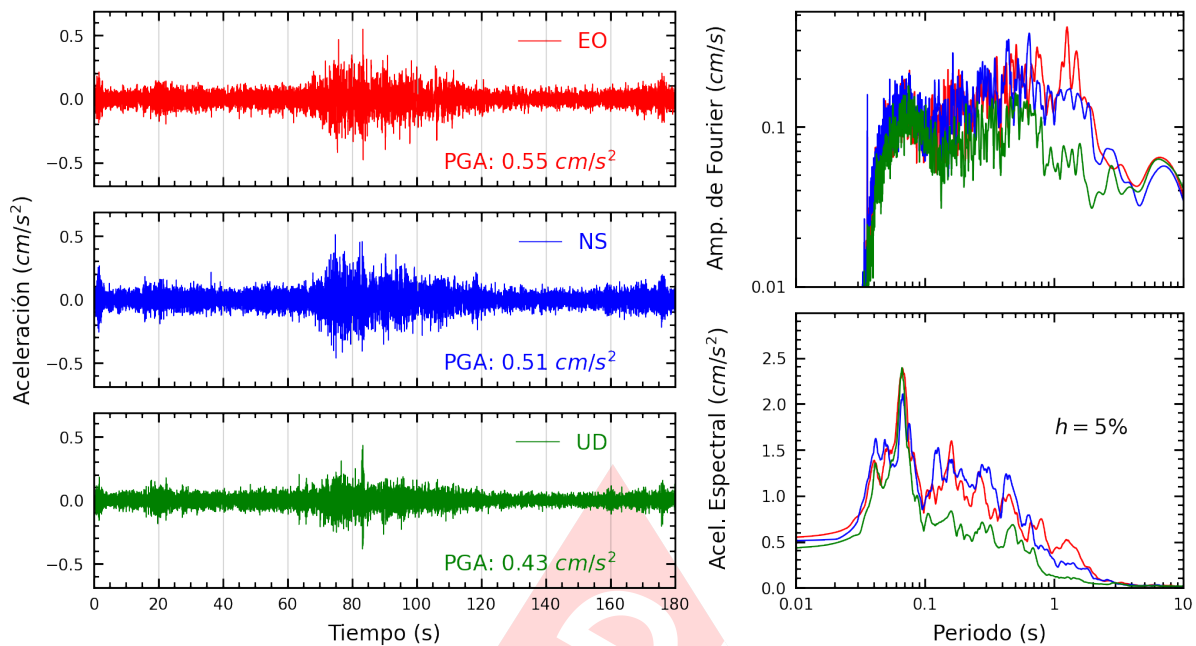 Aceleración (cm/s²)
0.5
0.0
−0.5
EO
PGA: 0.55 cm/s²
0.5
0.0
−0.5
NS
PGA: 0.51 cm/s²
0.5
0.0
−0.5
UD
PGA: 0.43 cm/s²
0 20 40 60 80 100 120 140 160 180
Tiempo (s)
Amp. de Fourier (cm/s)
0.1
0.01
Acel. Espectral (cm/s²)
2.5
2.0
1.5
1.0
0.5
0.0
h = 5%
0.01 0.1 1 10
Periodo (s)